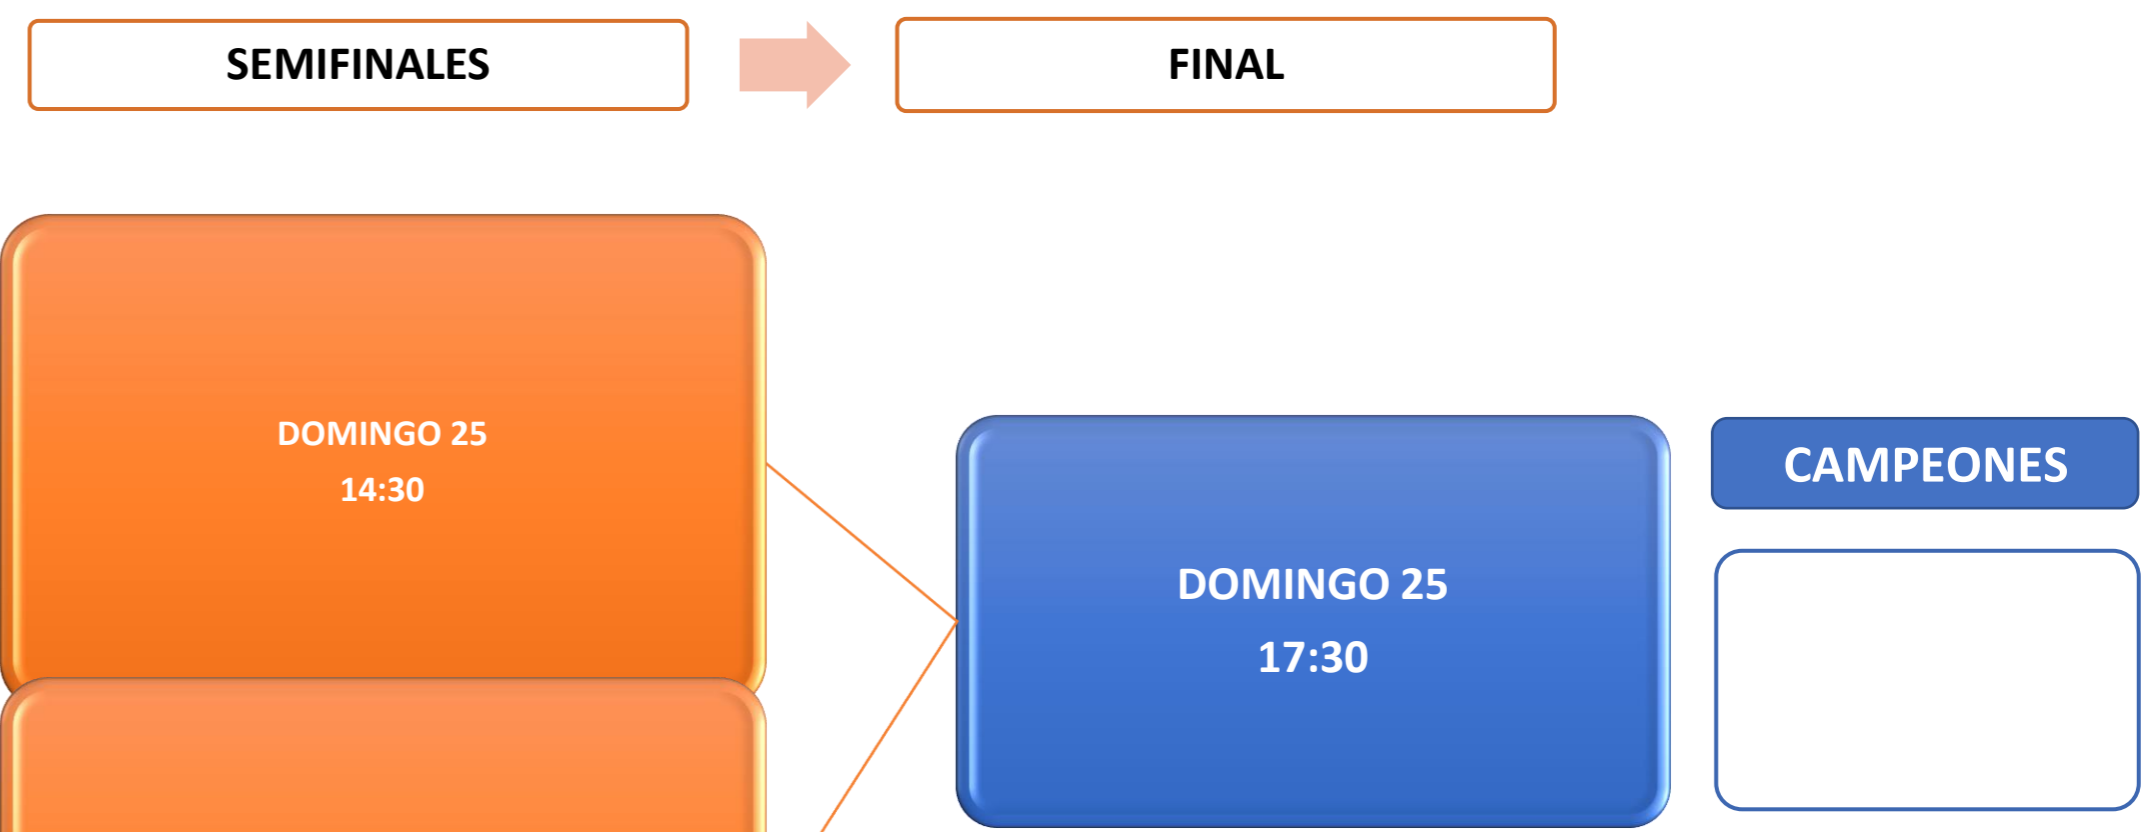 SEMIFINALES
FINAL
DOMINGO 25
14:30
DOMINGO 25
17:30
CAMPEONES